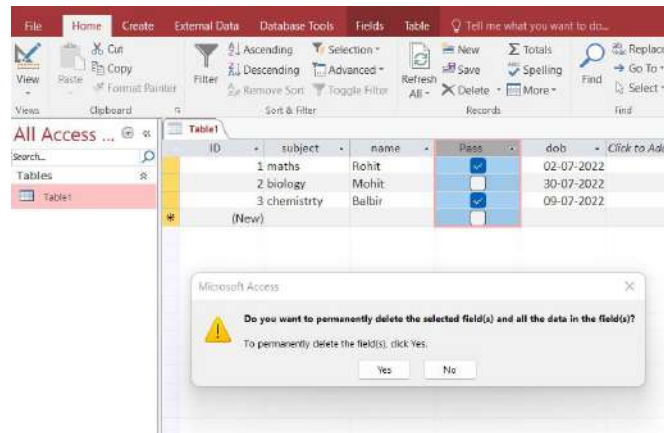 File Home Create External Data Database Tools Fields Table Tell me what you want to do...
View Paste Cut Copy Format Painter
Filter Ascending Descending Remove Sort Selection Advanced Toggle Filter
Refresh All New Save Delete Totals Spelling More
Find Replac Go To Select
Views Clipboard Sort & Filter Records Find
All Access ...
Search...
Tables
Table1
Table1
ID subject name Pass dob Click to Add
1 maths Rohit 02-07-2022
2 biology Mohit 30-07-2022
3 chemistrty Balbir 09-07-2022
(New)
Microsoft Access
Do you want to permanently delete the selected field(s) and all the data in the field(s)?
To permanently delete the field(s), click Yes.
Yes No